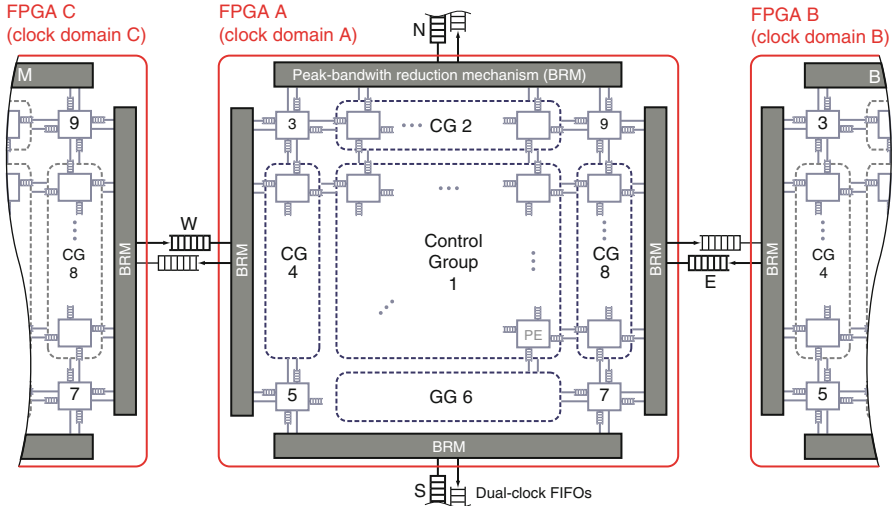 FPGA C
(clock domain C)
FPGA A
(clock domain A)
FPGA B
(clock domain B)
N
M
Peak-bandwith reduction mechanism (BRM)
B
9
3
CG 2
9
3
W
E
CG
8
BRM
BRM
CG
4
Control
Group
1
CG
8
BRM
BRM
CG
4
PE
7
5
GG 6
7
5
BRM
S
Dual-clock FIFOs